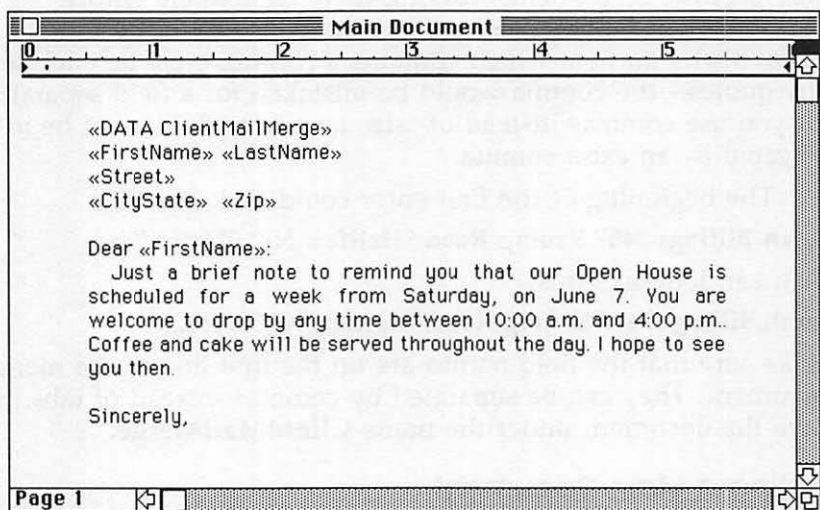 Main Document
0 1 2 3 4 5
«DATA ClientMailMerge»
«FirstName» «LastName»
«Street»
«CityState» «Zip»
Dear «FirstName»:
Just a brief note to remind you that our Open House is
scheduled for a week from Saturday, on June 7. You are
welcome to drop by any time between 10:00 a.m. and 4:00 p.m..
Coffee and cake will be served throughout the day. I hope to see
you then.
Sincerely,
Page 1